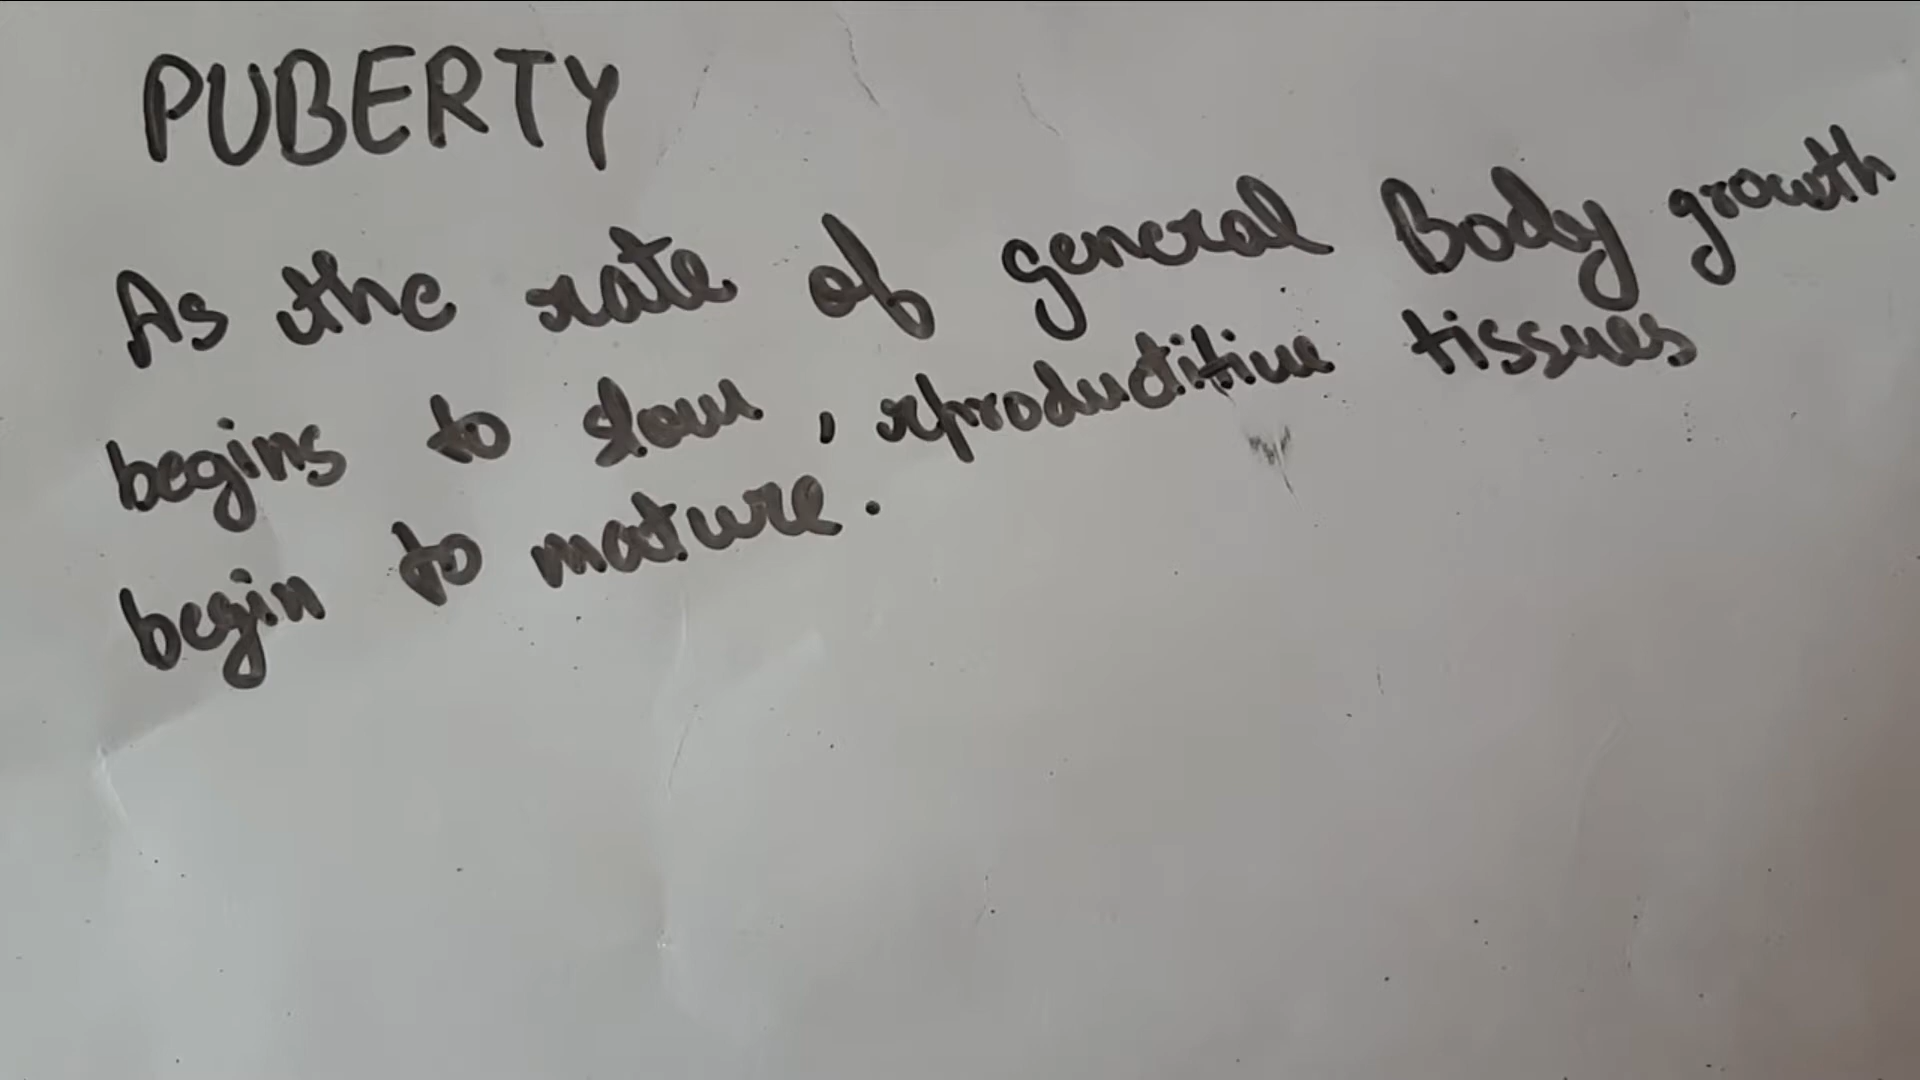 PUBERTY
As the rate of general Body growth
begins to slow, reproductitive tissues
begin to mature.